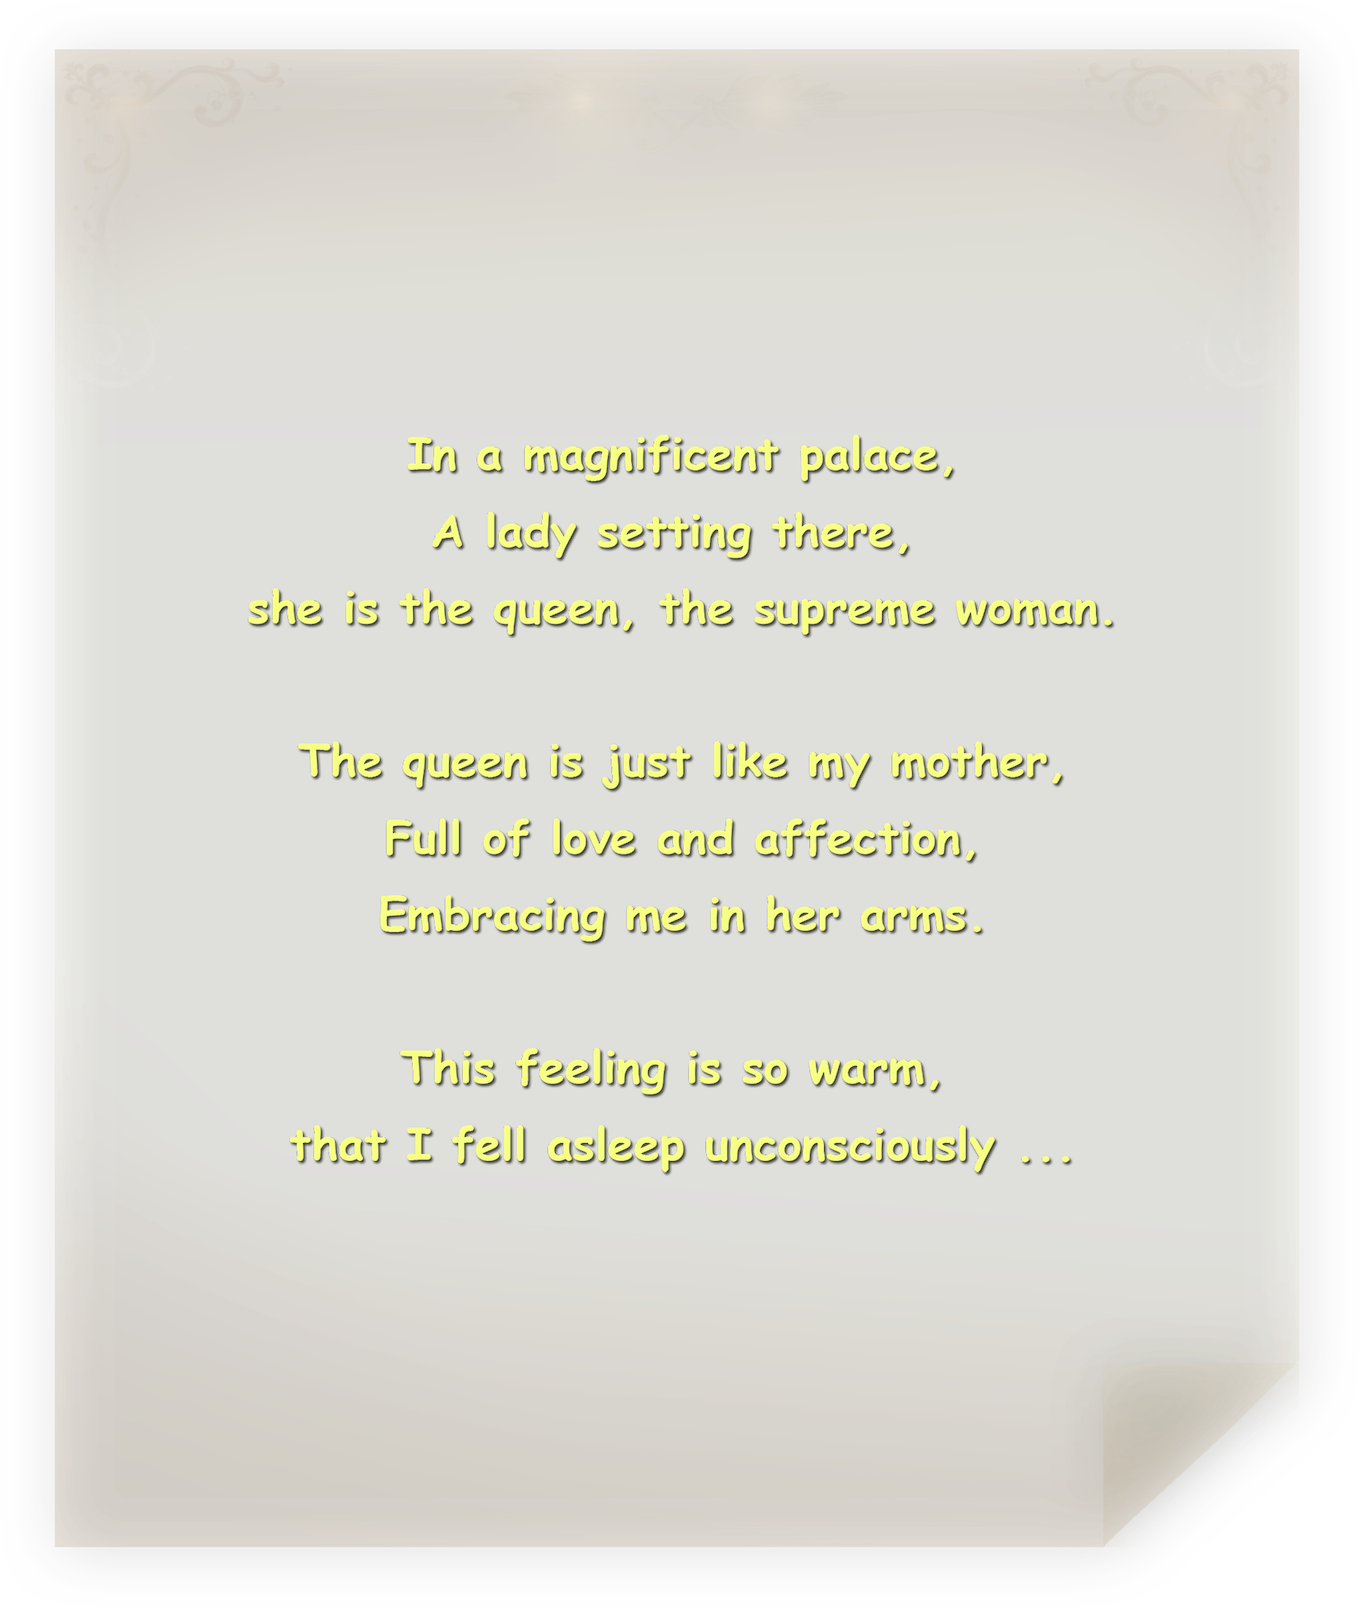 In a magnificent palace,
A lady setting there,
she is the queen, the supreme woman.
The queen is just like my mother,
Full of love and affection,
Embracing me in her arms.
This feeling is so warm,
that I fell asleep unconsciously ...